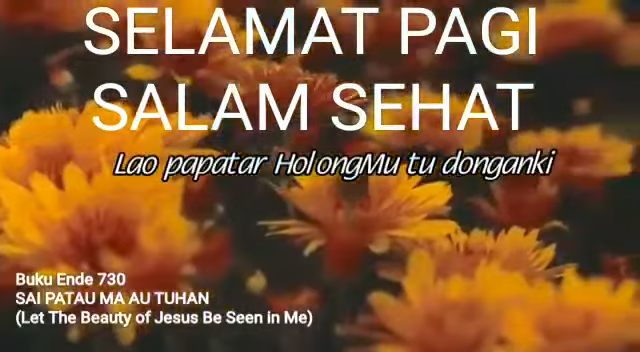 SELAMAT PAGI
SALAM SEHAT
Lao papatar HolongMu tu donganki
Buku Ende 730
SAI PATAU MA AU TUHAN
(Let The Beauty of Jesus Be Seen in Me)